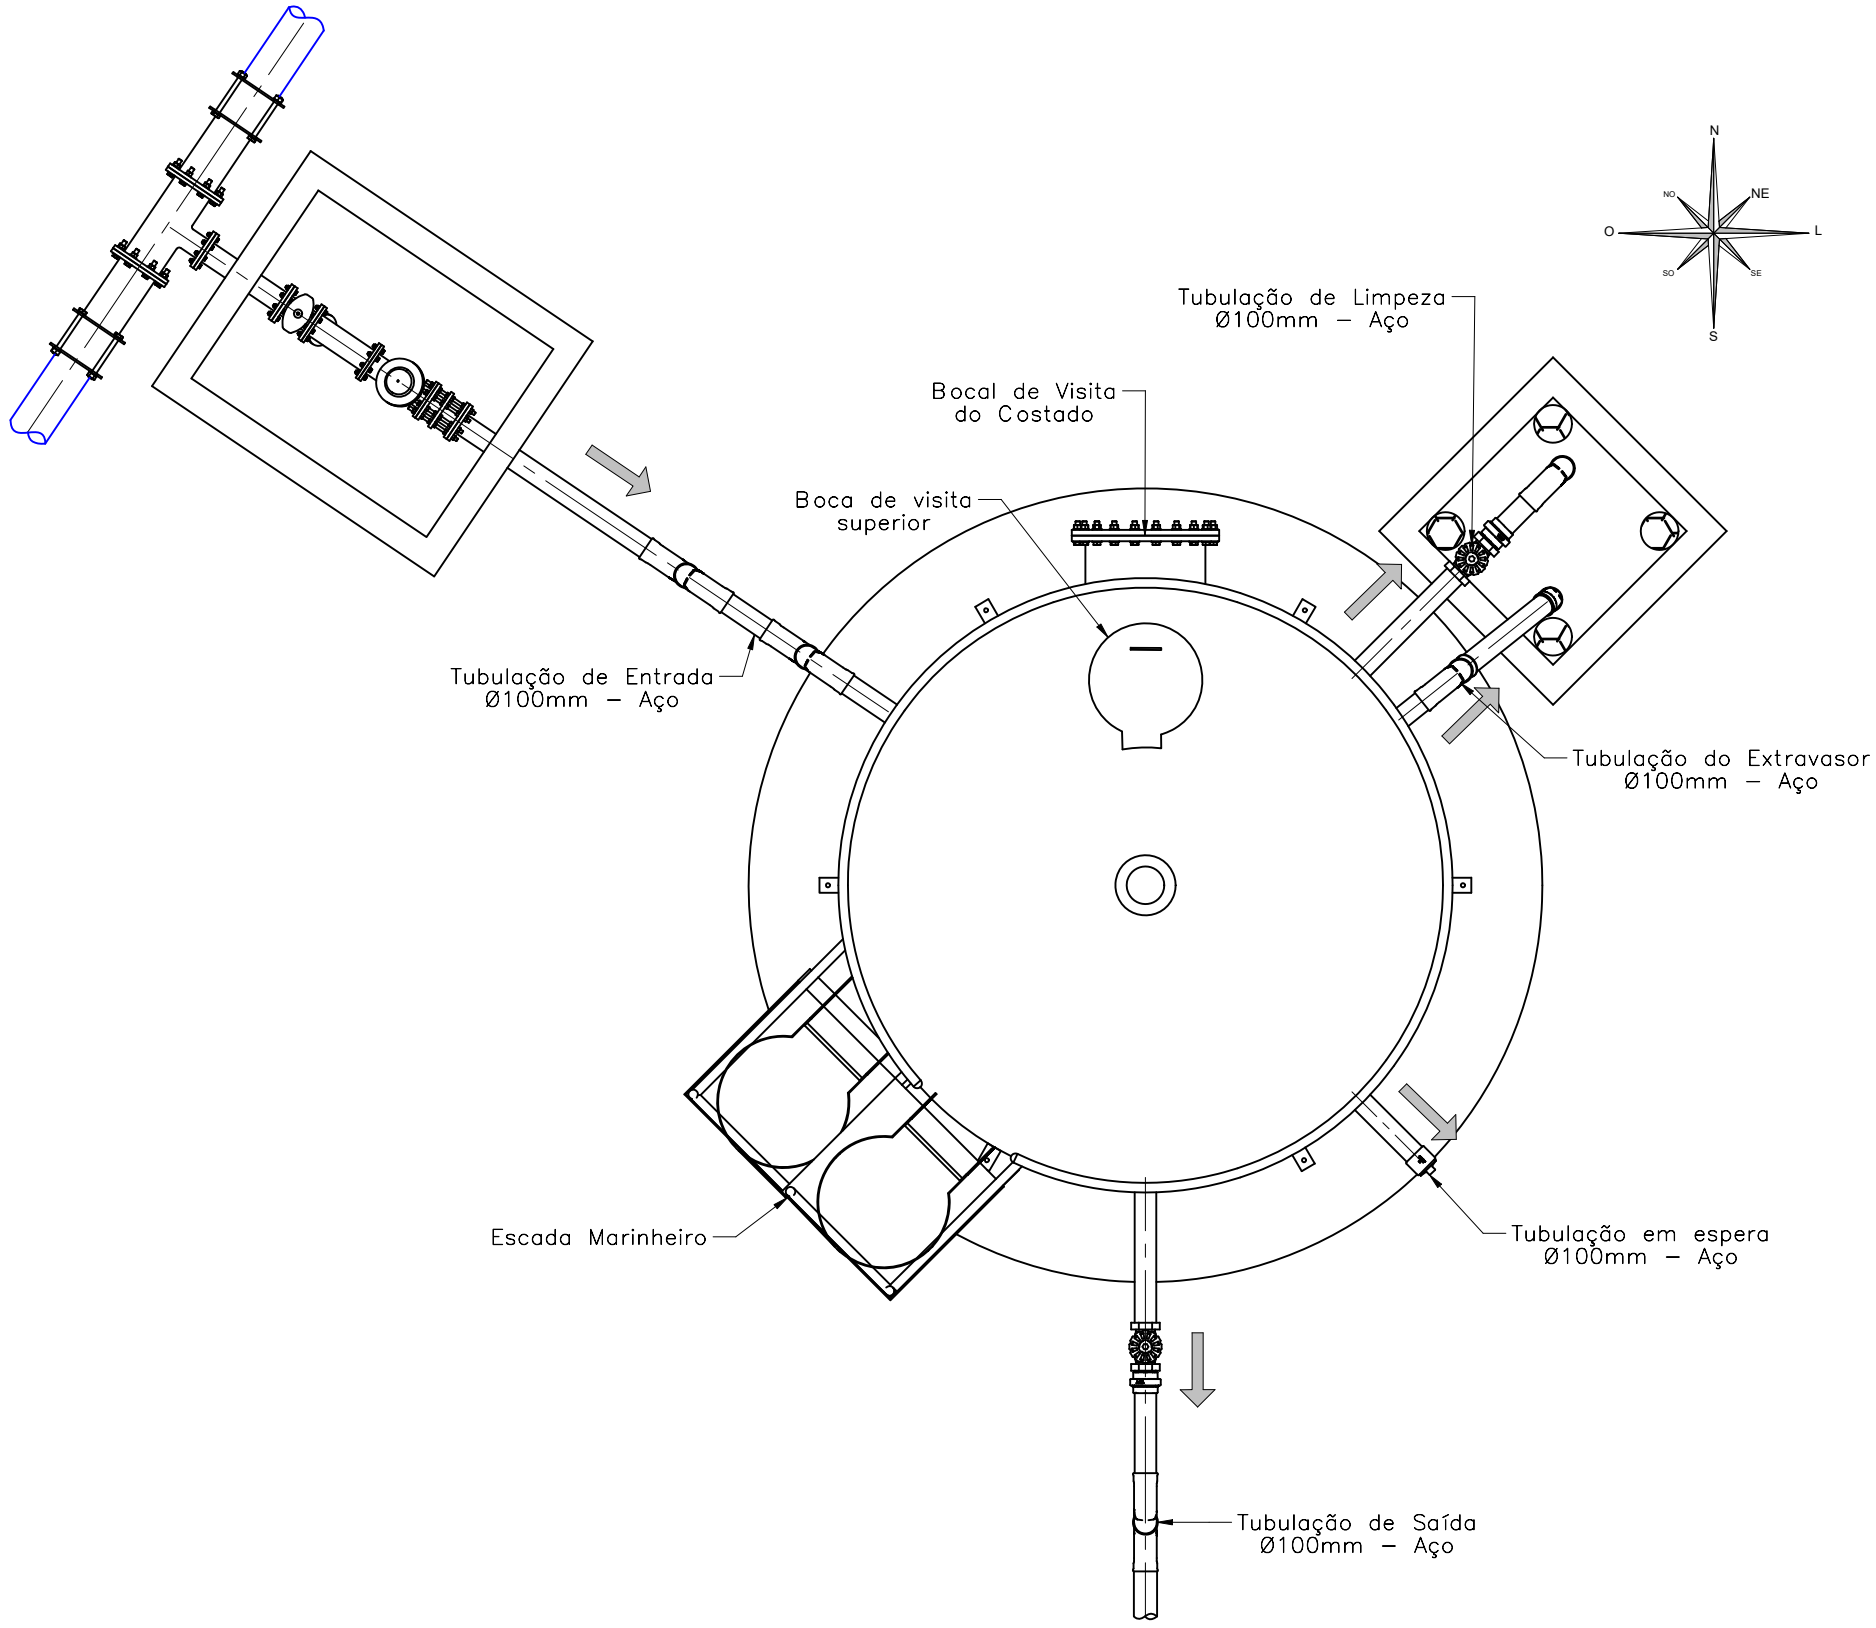 N
NO
NE
O
L
SO
SE
S
Tubulação de Limpeza
Ø100mm – Aço
Bocal de Visita
do Costado
Boca de visita
superior
Tubulação de Entrada
Ø100mm – Aço
Tubulação do Extravasor
Ø100mm – Aço
Escada Marinheiro
Tubulação em espera
Ø100mm – Aço
Tubulação de Saída
Ø100mm – Aço